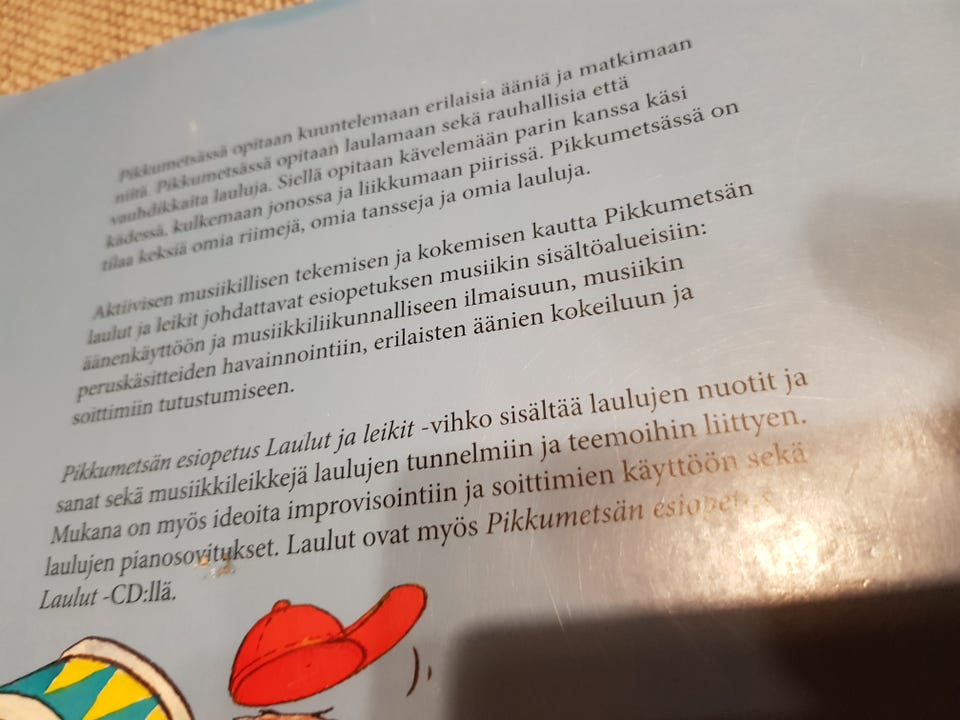 Pikkumetsässä opitaan kuuntelemaan erilaisia ääniä ja matkimaan
niitä. Pikkumetsässä opitaan laulamaan sekä rauhallisia että
vauhdikkaita lauluja. Siellä opitaan kävelemään parin kanssa käsi
kädessä, kulkemaan jonossa ja liikkumaan piirissä. Pikkumetsässä on
tilaa keksiä omia riimejä, omia tansseja ja omia lauluja.
Aktiivisen musiikillisen tekemisen ja kokemisen kautta Pikkumetsän
laulut ja leikit johdattavat esiopetuksen musiikin sisältöalueisiin:
äänenkäyttöön ja musiikkiliikunnalliseen ilmaisuun, musiikin
peruskäsitteiden havainnointiin, erilaisten äänien kokeiluun ja
soittimiin tutustumiseen.
Pikkumetsän esiopetus Laulut ja leikit -vihko sisältää laulujen nuotit ja
sanat sekä musiikkileikkejä laulujen tunnelmiin ja teemoihin liittyen.
Mukana on myös ideoita improvisointiin ja soittimien käyttöön sekä
laulujen pianosovitukset. Laulut ovat myös Pikkumetsän esiopetus
Laulut -CD:llä.